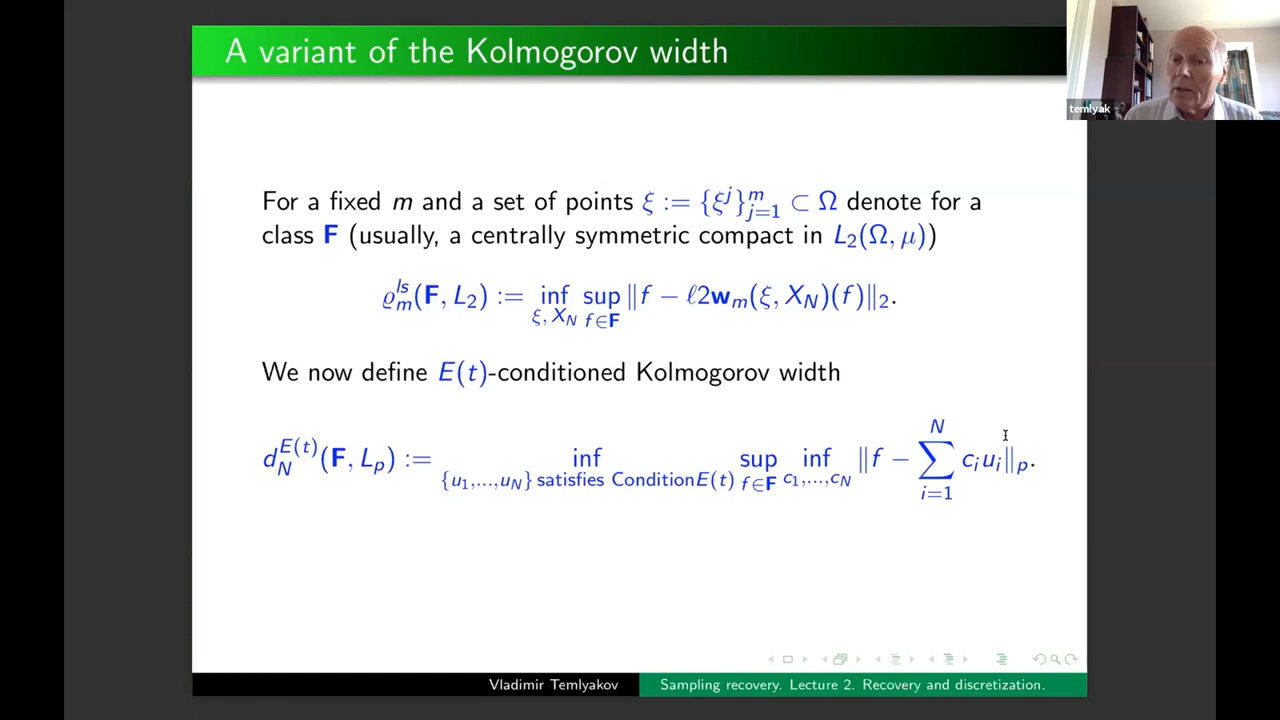 A variant of the Kolmogorov width
temlyak
For a fixed m and a set of points ξ := {ξ^j}_{j=1}^m ⊂ Ω denote for a
class F (usually, a centrally symmetric compact in L_2(Ω, μ))
ϱ_m^{ls}(F, L_2) := inf_{ξ, X_N} sup_{f∈F} ‖f − ℓ2w_m(ξ, X_N)(f)‖_2.
We now define E(t)-conditioned Kolmogorov width
d_N^{E(t)}(F, L_p) := inf_{{u_1,...,u_N} satisfies ConditionE(t)} sup_{f∈F} inf_{c_1,...,c_N} ‖f − ∑_{i=1}^N c_i u_i‖_p.
Vladimir Temlyakov
Sampling recovery. Lecture 2. Recovery and discretization.